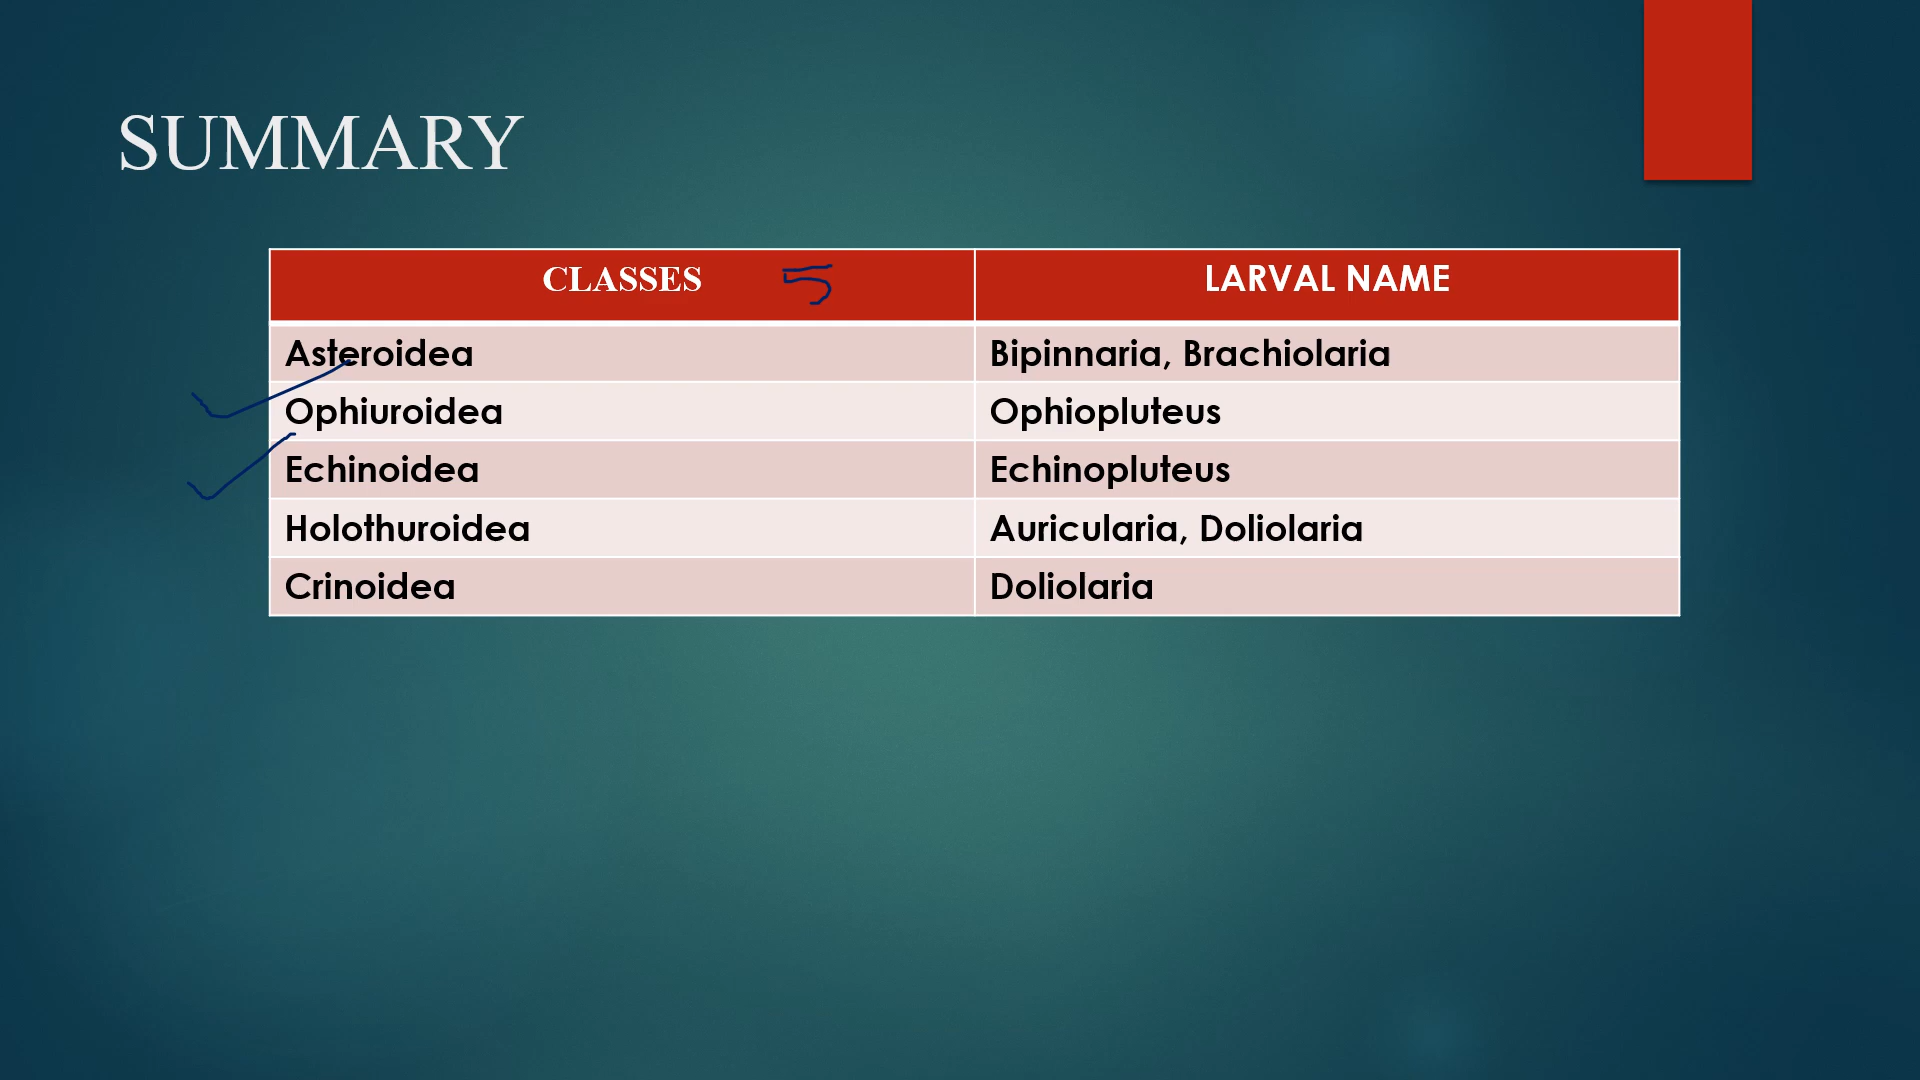 SUMMARY
CLASSES 5 LARVAL NAME
Asteroidea Bipinnaria, Brachiolaria
Ophiuroidea Ophiopluteus
Echinoidea Echinopluteus
Holothuroidea Auricularia, Doliolaria
Crinoidea Doliolaria